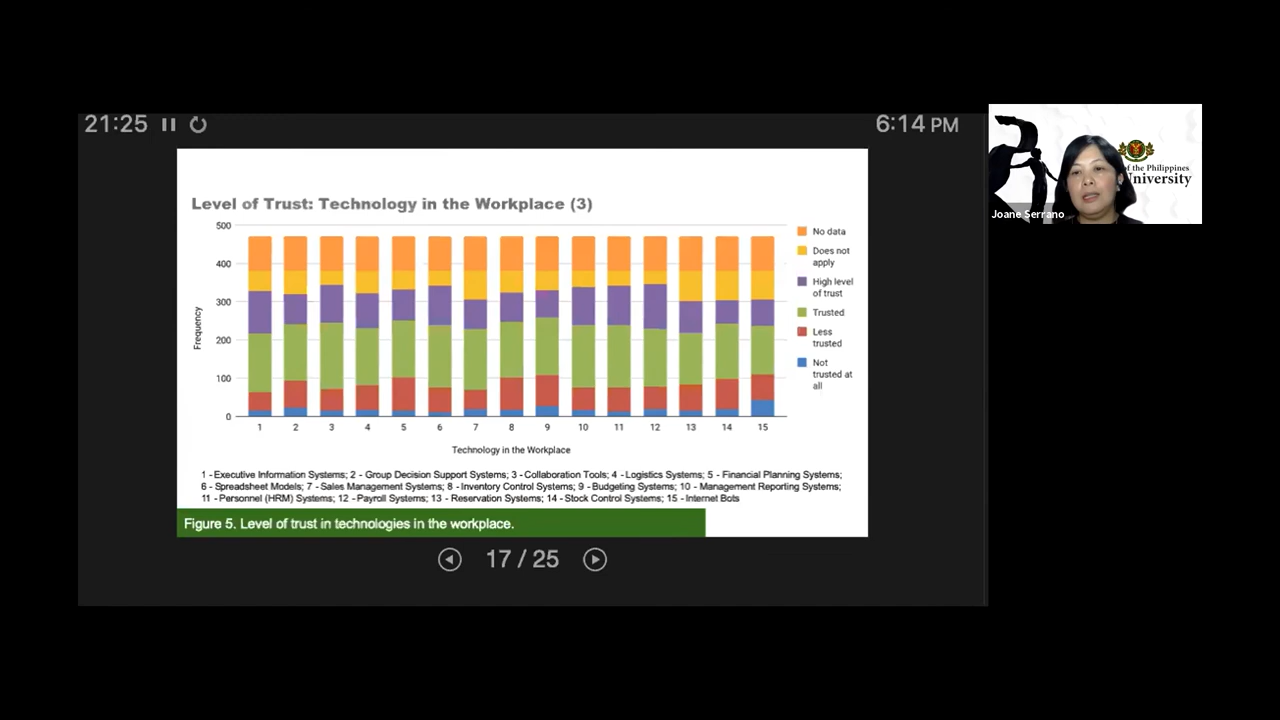 21:25
6:14 PM
of the Philippines
University
Joane Serrano
Level of Trust: Technology in the Workplace (3)
500
400
300
200
100
0
Frequency
1 2 3 4 5 6 7 8 9 10 11 12 13 14 15
Technology in the Workplace
No data
Does not
apply
High level
of trust
Trusted
Less
trusted
Not
trusted at
all
1 - Executive Information Systems; 2 - Group Decision Support Systems; 3 - Collaboration Tools; 4 - Logistics Systems; 5 - Financial Planning Systems;
6 - Spreadsheet Models; 7 - Sales Management Systems; 8 - Inventory Control Systems; 9 - Budgeting Systems; 10 - Management Reporting Systems;
11 - Personnel (HRM) Systems; 12 - Payroll Systems; 13 - Reservation Systems; 14 - Stock Control Systems; 15 - Internet Bots
Figure 5. Level of trust in technologies in the workplace.
17 / 25